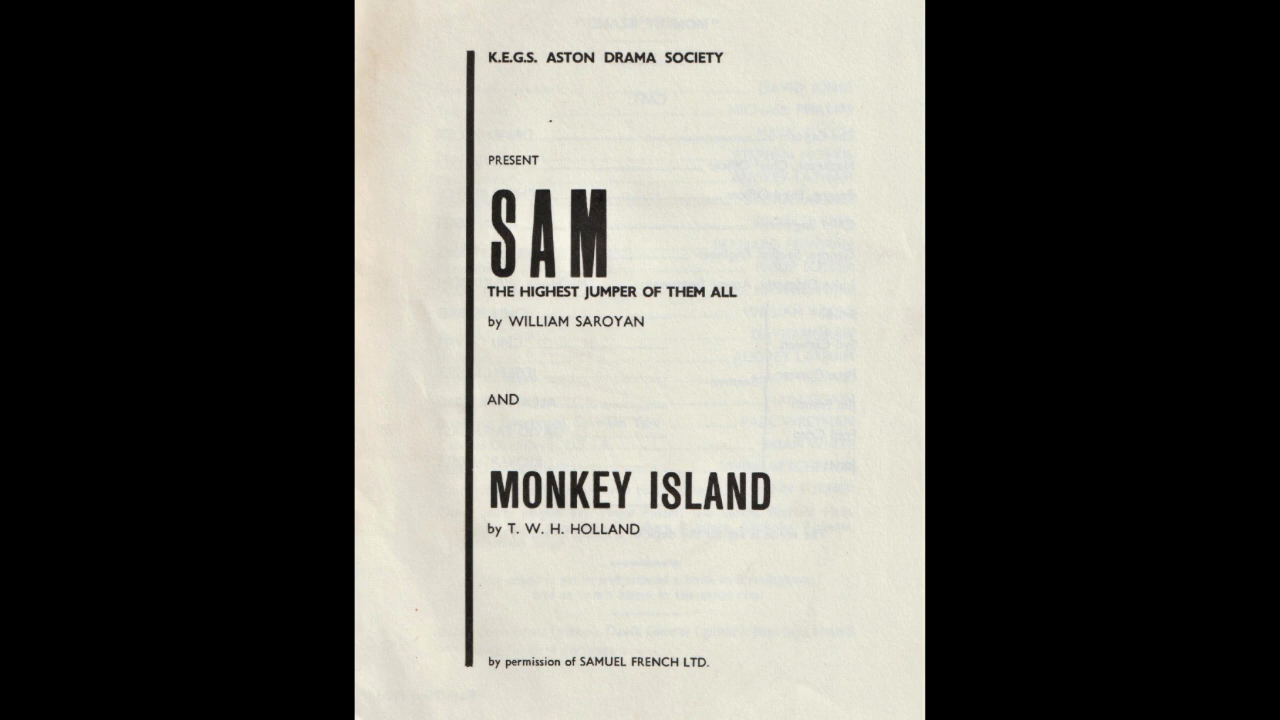 K.E.G.S. ASTON DRAMA SOCIETY
PRESENT
SAM
THE HIGHEST JUMPER OF THEM ALL
by WILLIAM SAROYAN
AND
MONKEY ISLAND
by T. W. H. HOLLAND
by permission of SAMUEL FRENCH LTD.